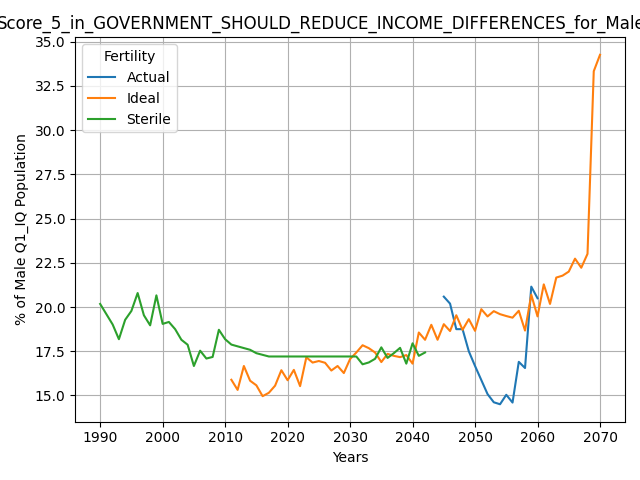 Score_5_in_GOVERNMENT_SHOULD_REDUCE_INCOME_DIFFERENCES_for_Male
35.0
32.5
30.0
27.5
25.0
22.5
20.0
17.5
15.0
% of Male Q1_IQ Population
Fertility
Actual
Ideal
Sterile
1990 2000 2010 2020 2030 2040 2050 2060 2070
Years